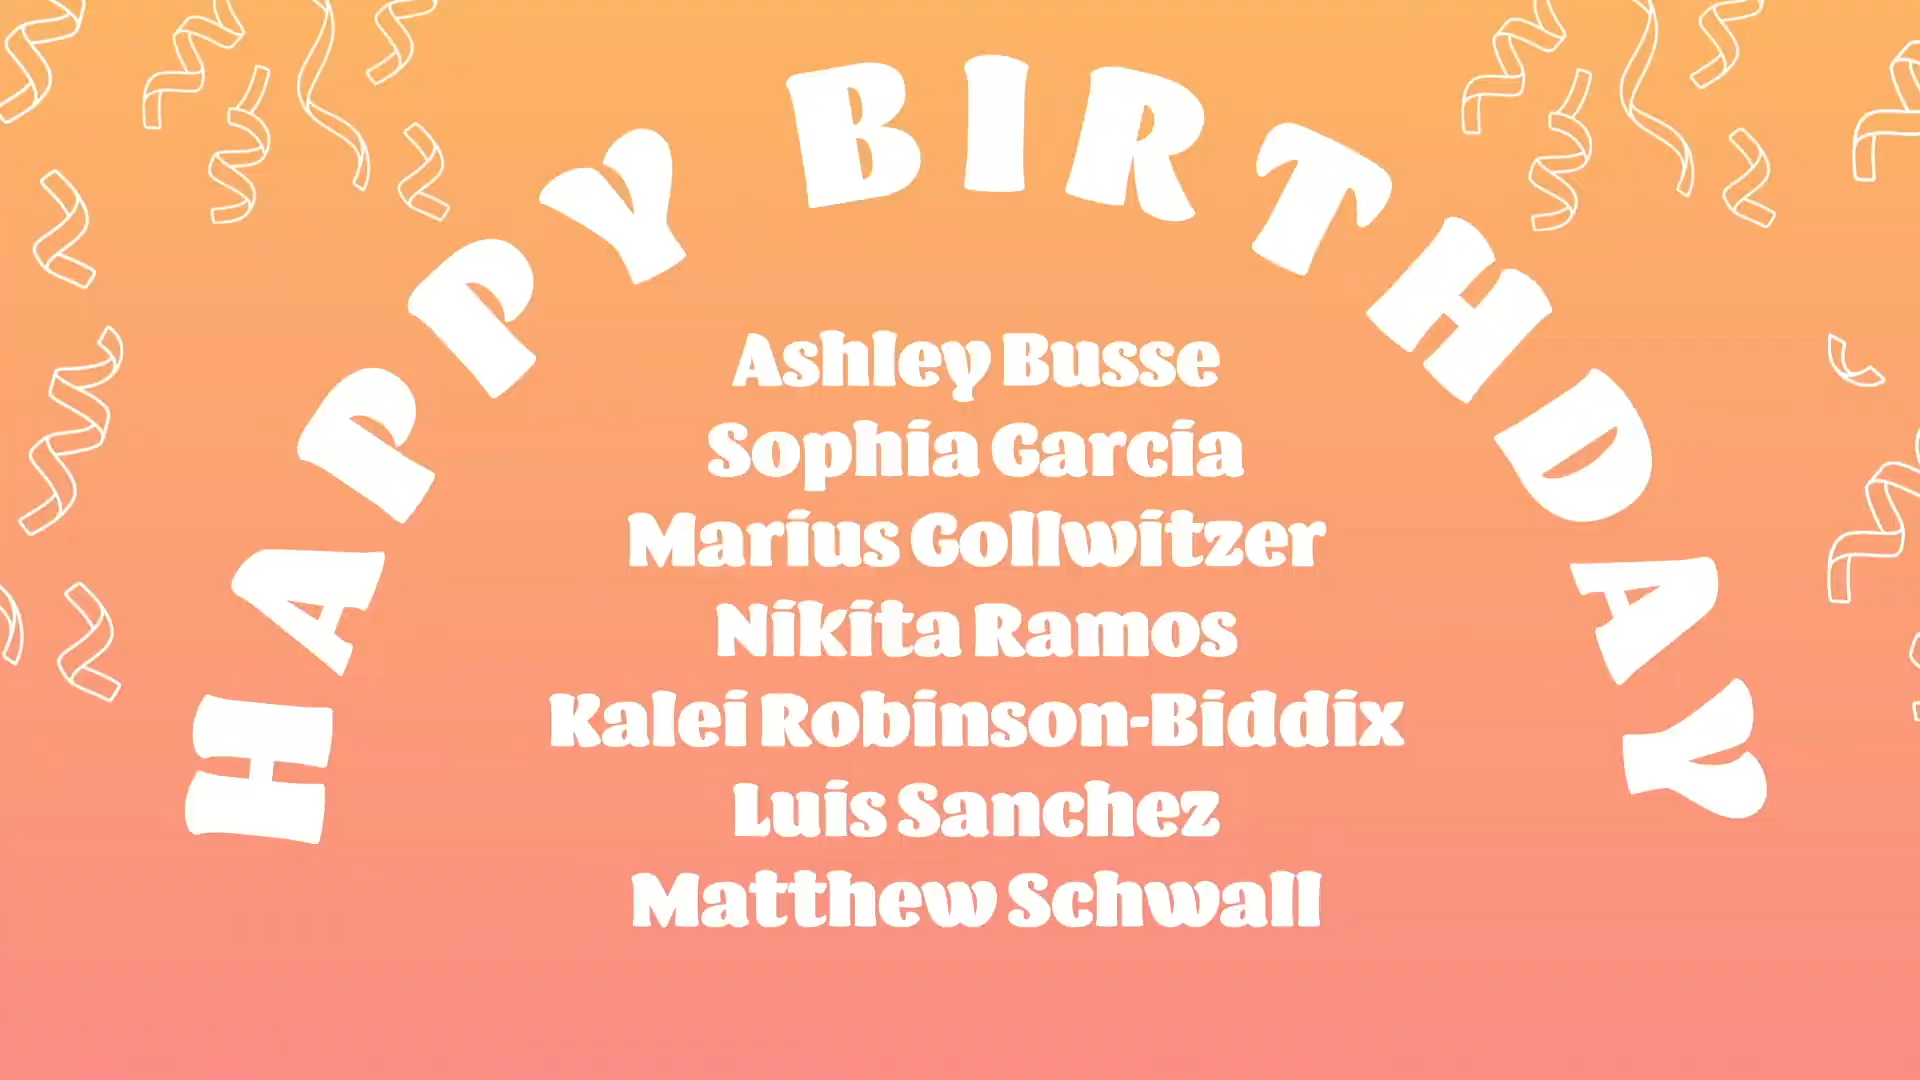 HAPPY BIRTHDAY
Ashley Busse
Sophia Garcia
Marius Gollwitzer
Nikita Ramos
Kalei Robinson-Biddix
Luis Sanchez
Matthew Schwall